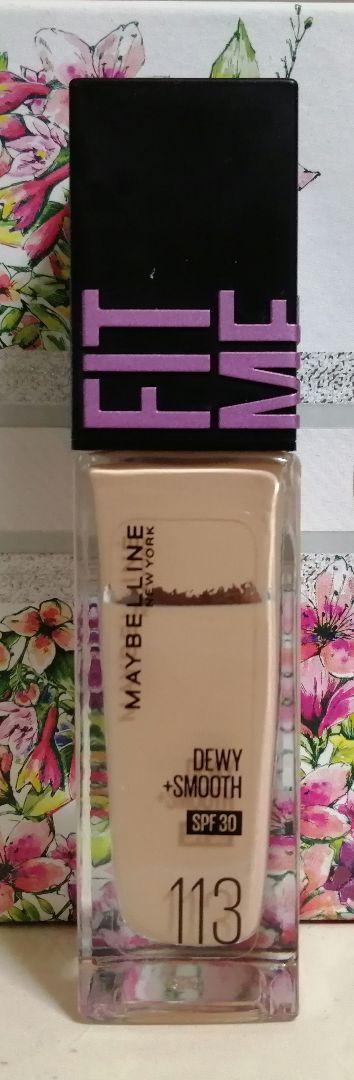 FIT
ME
MAYBELLINE
NEW YORK
DEWY
+SMOOTH
SPF 30
113